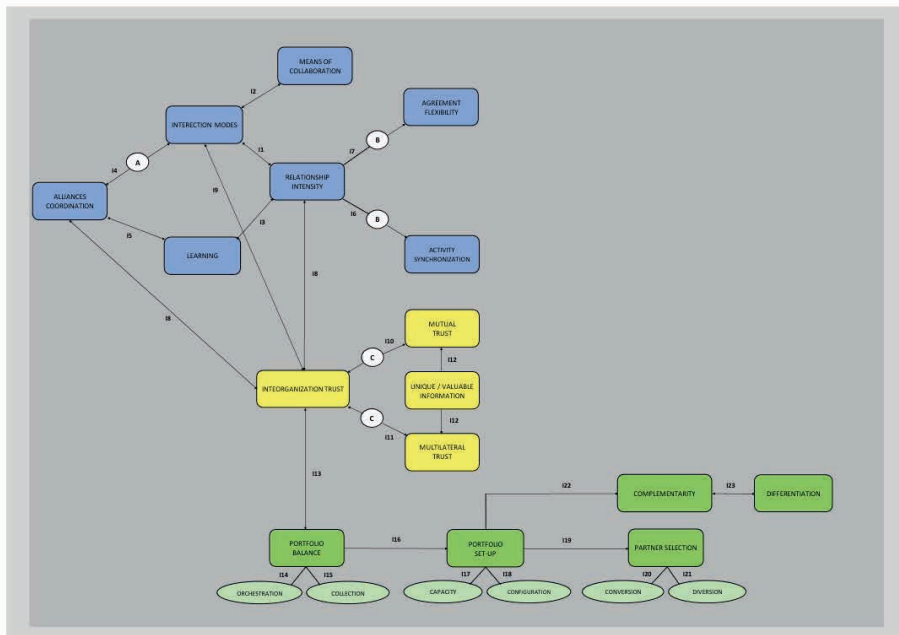 MEANS OF
COLLABORATION
I2
AGREEMENT
FLEXIBILITY
INTERECTION MODES
B
I1
I7
A
I4
I9
RELATIONSHIP
INTENSITY
ALLIANCES
COORDINATION
I6
B
I3
I5
LEARNING
ACTIVITY
SYNCHRONIZATION
I8
I8
MUTUAL
TRUST
I10
C
I12
INTEORGANIZATION TRUST
UNIQUE / VALUABLE
INFORMATION
C
I12
I11
MULTILATERAL
TRUST
I13
I22
COMPLEMENTARITY
I23
DIFFERENTIATION
PORTFOLIO
BALANCE
I16
PORTFOLIO
SET-UP
I19
PARTNER SELECTION
I14
I15
I17
I18
I20
I21
ORCHESTRATION
COLLECTION
CAPACITY
CONFIGURATION
CONVERSION
DIVERSION